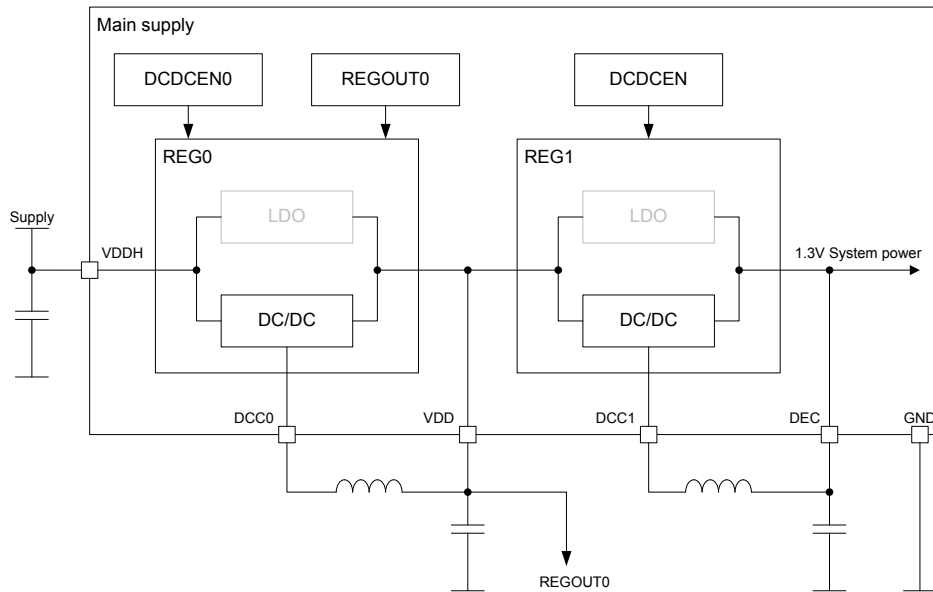 Main supply
DCDCEN0
REGOUT0
DCDCEN
REG0
REG1
LDO
LDO
Supply
VDDH
1.3V System power
DC/DC
DC/DC
DCC0
VDD
DCC1
DEC
GND
REGOUT0